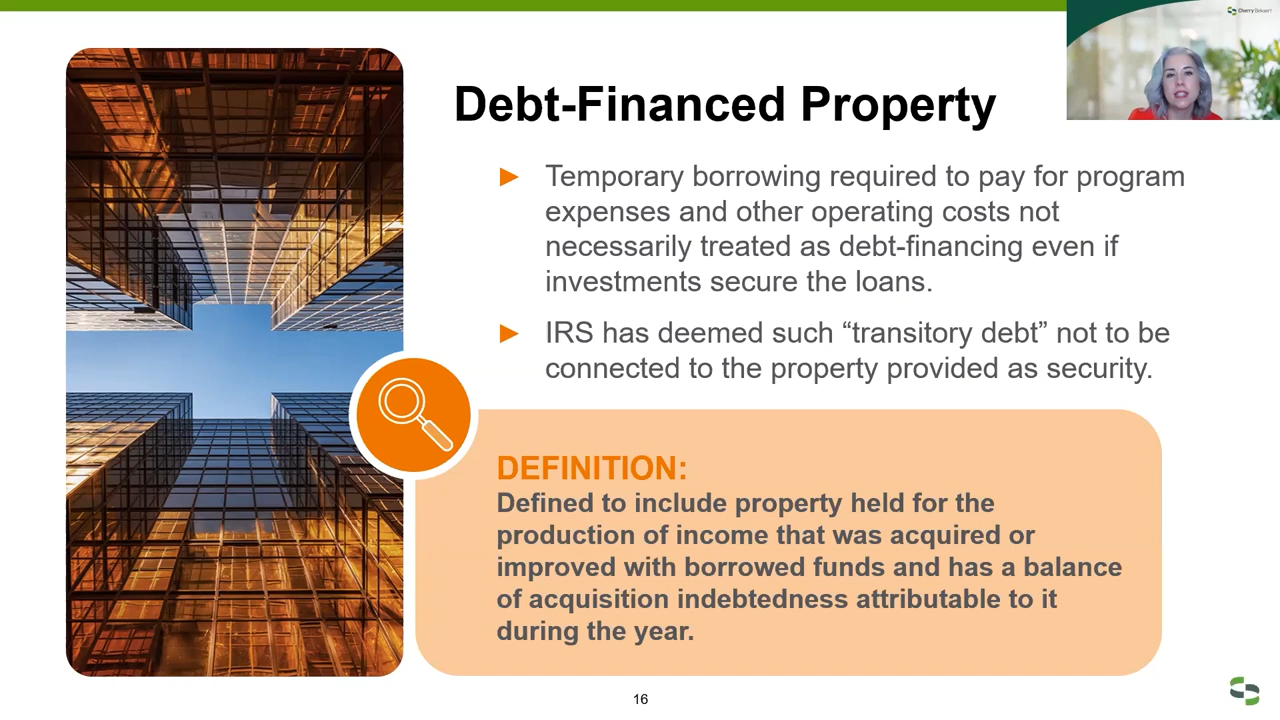 Cherry Bekaert
Debt-Financed Property
► Temporary borrowing required to pay for program
expenses and other operating costs not
necessarily treated as debt-financing even if
investments secure the loans.
► IRS has deemed such “transitory debt” not to be
connected to the property provided as security.
DEFINITION:
Defined to include property held for the
production of income that was acquired or
improved with borrowed funds and has a balance
of acquisition indebtedness attributable to it
during the year.
16